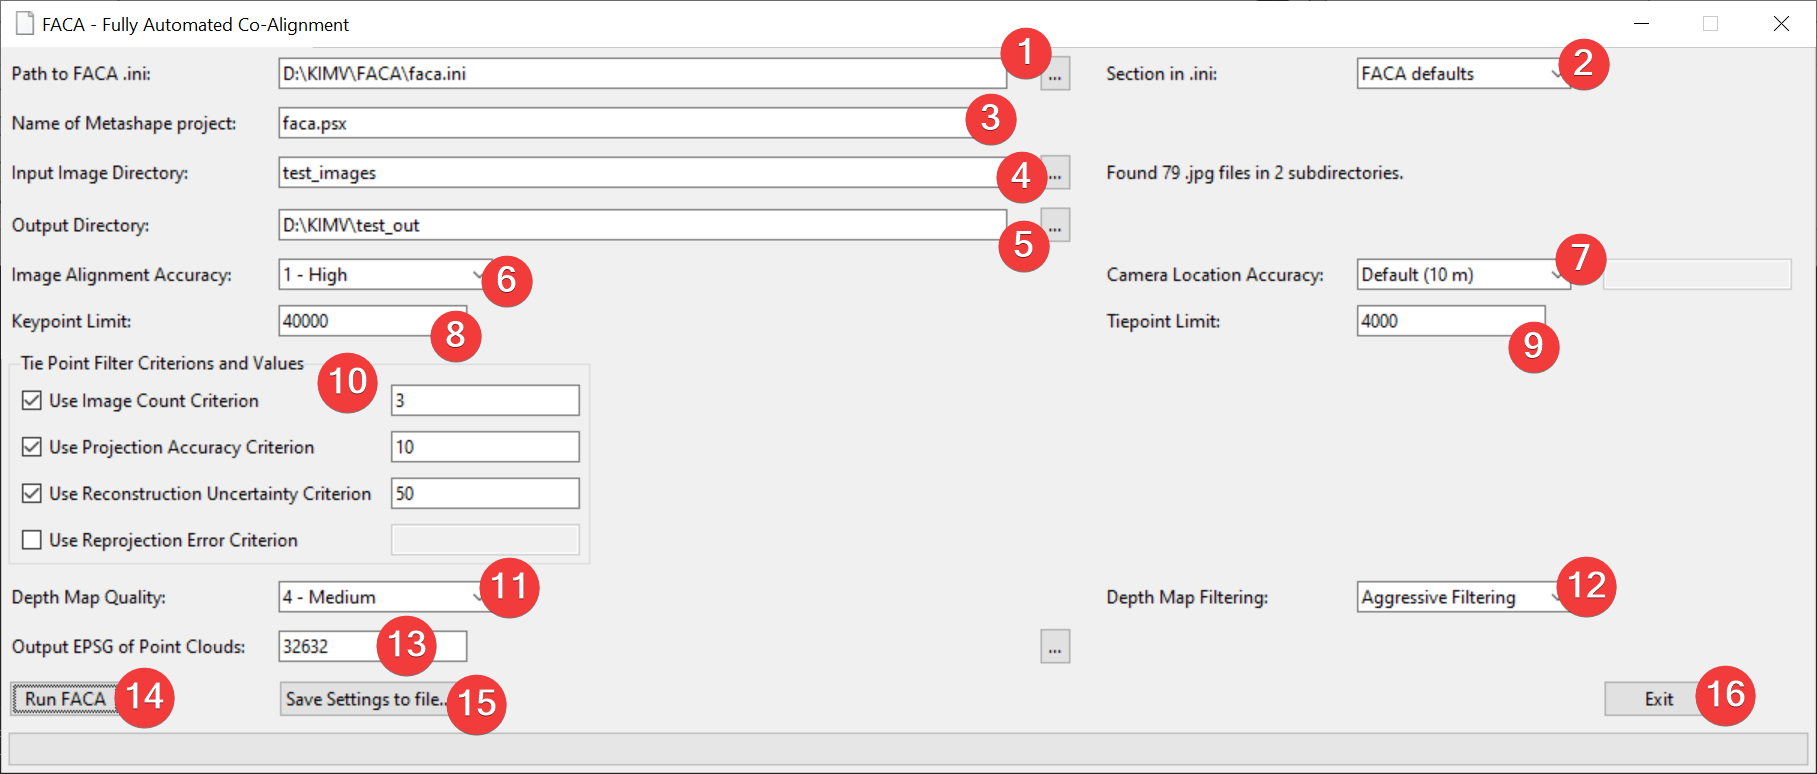 FACA - Fully Automated Co-Alignment
Path to FACA .ini: D:\KIMV\FACA\faca.ini 1 ... Section in .ini: FACA defaults 2
Name of Metashape project: faca.psx 3
Input Image Directory: test_images 4 ... Found 79 .jpg files in 2 subdirectories.
Output Directory: D:\KIMV\test_out 5 ...
Image Alignment Accuracy: 1 - High 6 Camera Location Accuracy: Default (10 m) 7
Keypoint Limit: 40000 8 Tiepoint Limit: 4000 9
Tie Point Filter Criterions and Values 10
Use Image Count Criterion 3
Use Projection Accuracy Criterion 10
Use Reconstruction Uncertainty Criterion 50
Use Reprojection Error Criterion
Depth Map Quality: 4 - Medium 11 Depth Map Filtering: Aggressive Filtering 12
Output EPSG of Point Clouds: 32632 13 ...
Run FACA 14 Save Settings to file.. 15 Exit 16